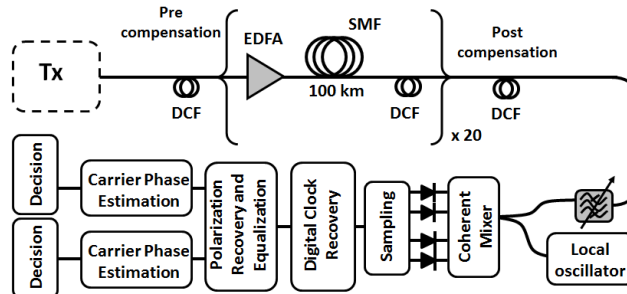 Pre
compensation
EDFA
SMF
Post
compensation
Tx
DCF
100 km
DCF
DCF
x 20
Decision
Carrier Phase
Estimation
Polarization
Recovery and
Equalization
Digital Clock
Recovery
Sampling
Coherent
Mixer
Decision
Carrier Phase
Estimation
Local
oscillator